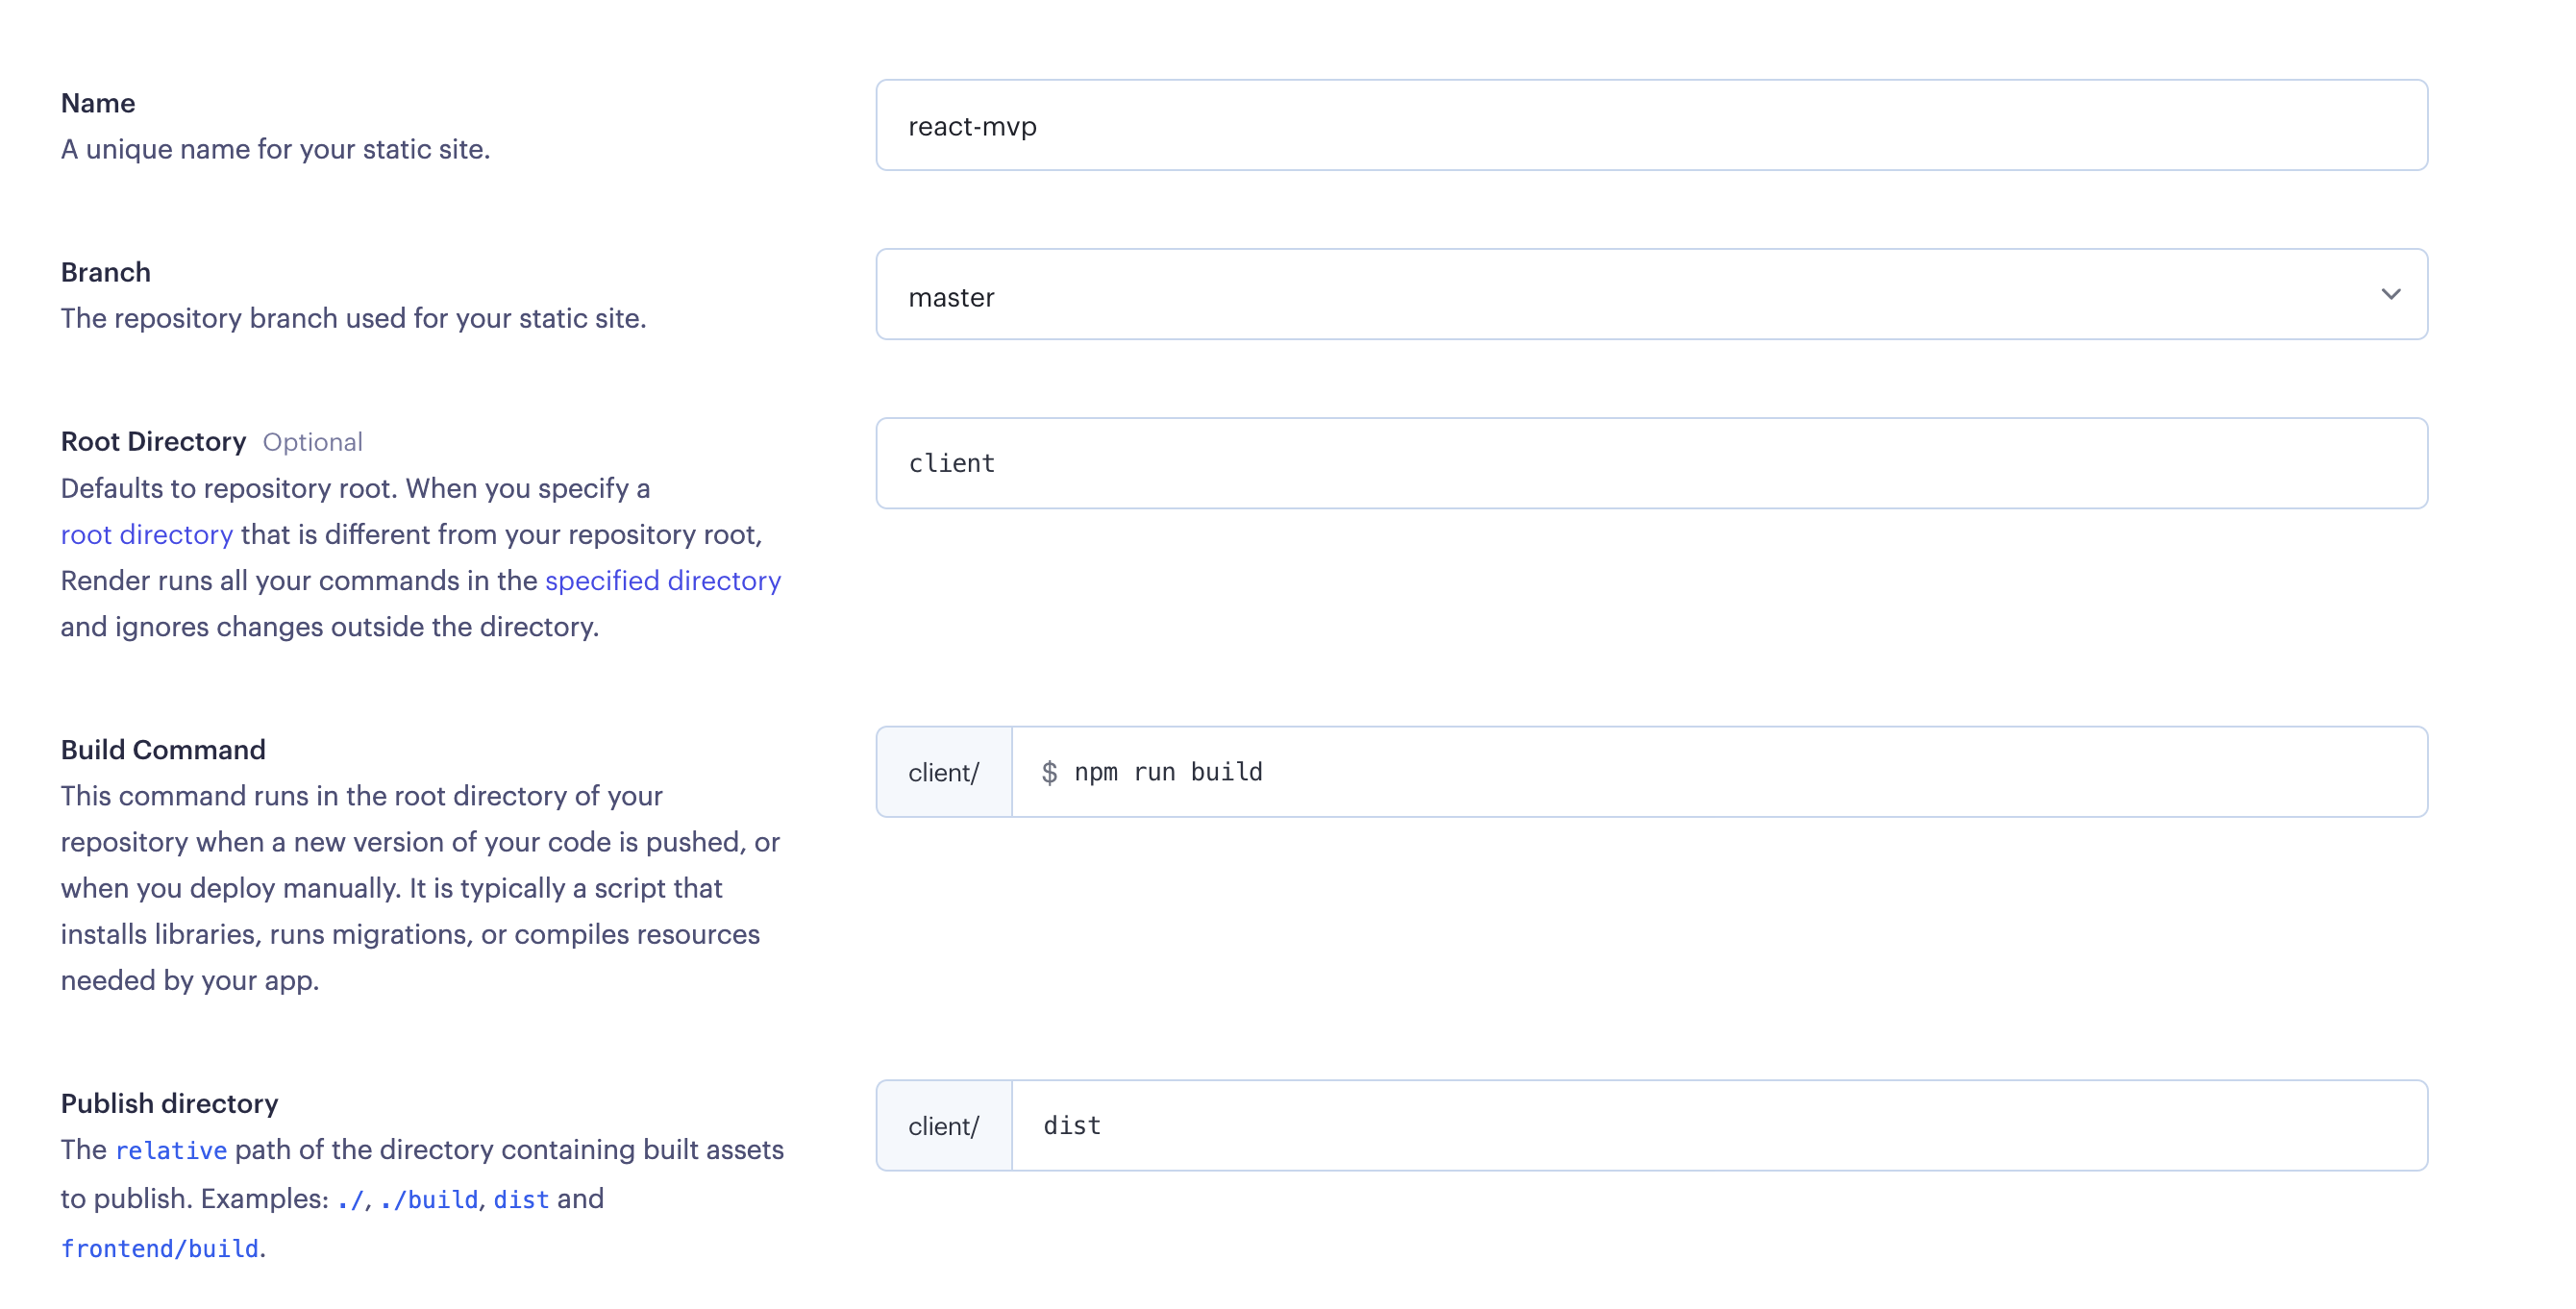 Name
A unique name for your static site.
react-mvp
Branch
The repository branch used for your static site.
master
Root Directory Optional
Defaults to repository root. When you specify a
root directory that is different from your repository root,
Render runs all your commands in the specified directory
and ignores changes outside the directory.
client
Build Command
This command runs in the root directory of your
repository when a new version of your code is pushed, or
when you deploy manually. It is typically a script that
installs libraries, runs migrations, or compiles resources
needed by your app.
client/ $ npm run build
Publish directory
The relative path of the directory containing built assets
to publish. Examples: ./, ./build, dist and
frontend/build.
client/ dist